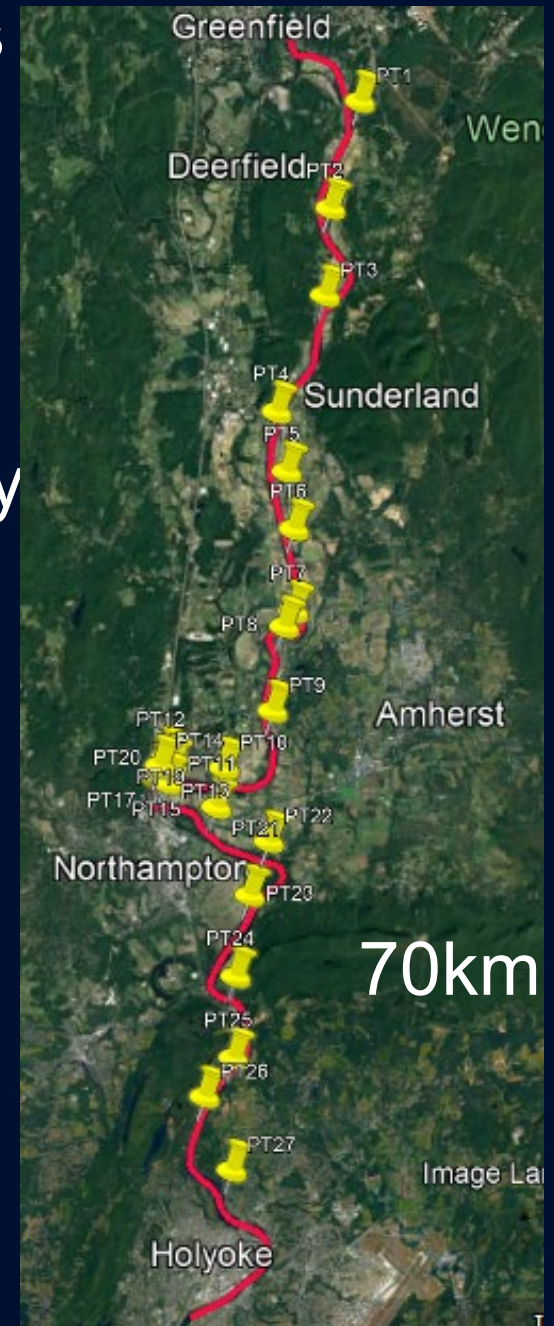 s
Greenfield
PT1
Wen
Deerfield
PT2
PT3
PT4
Sunderland
PT5
y
PT6
PT7
PT8
PT9
Amherst
PT12
PT14
PT10
PT20
PT11
PT17
PT15
PT22
PT21
Northampton
PT23
PT24
70km
PT25
PT26
PT27
Image La
Holyoke